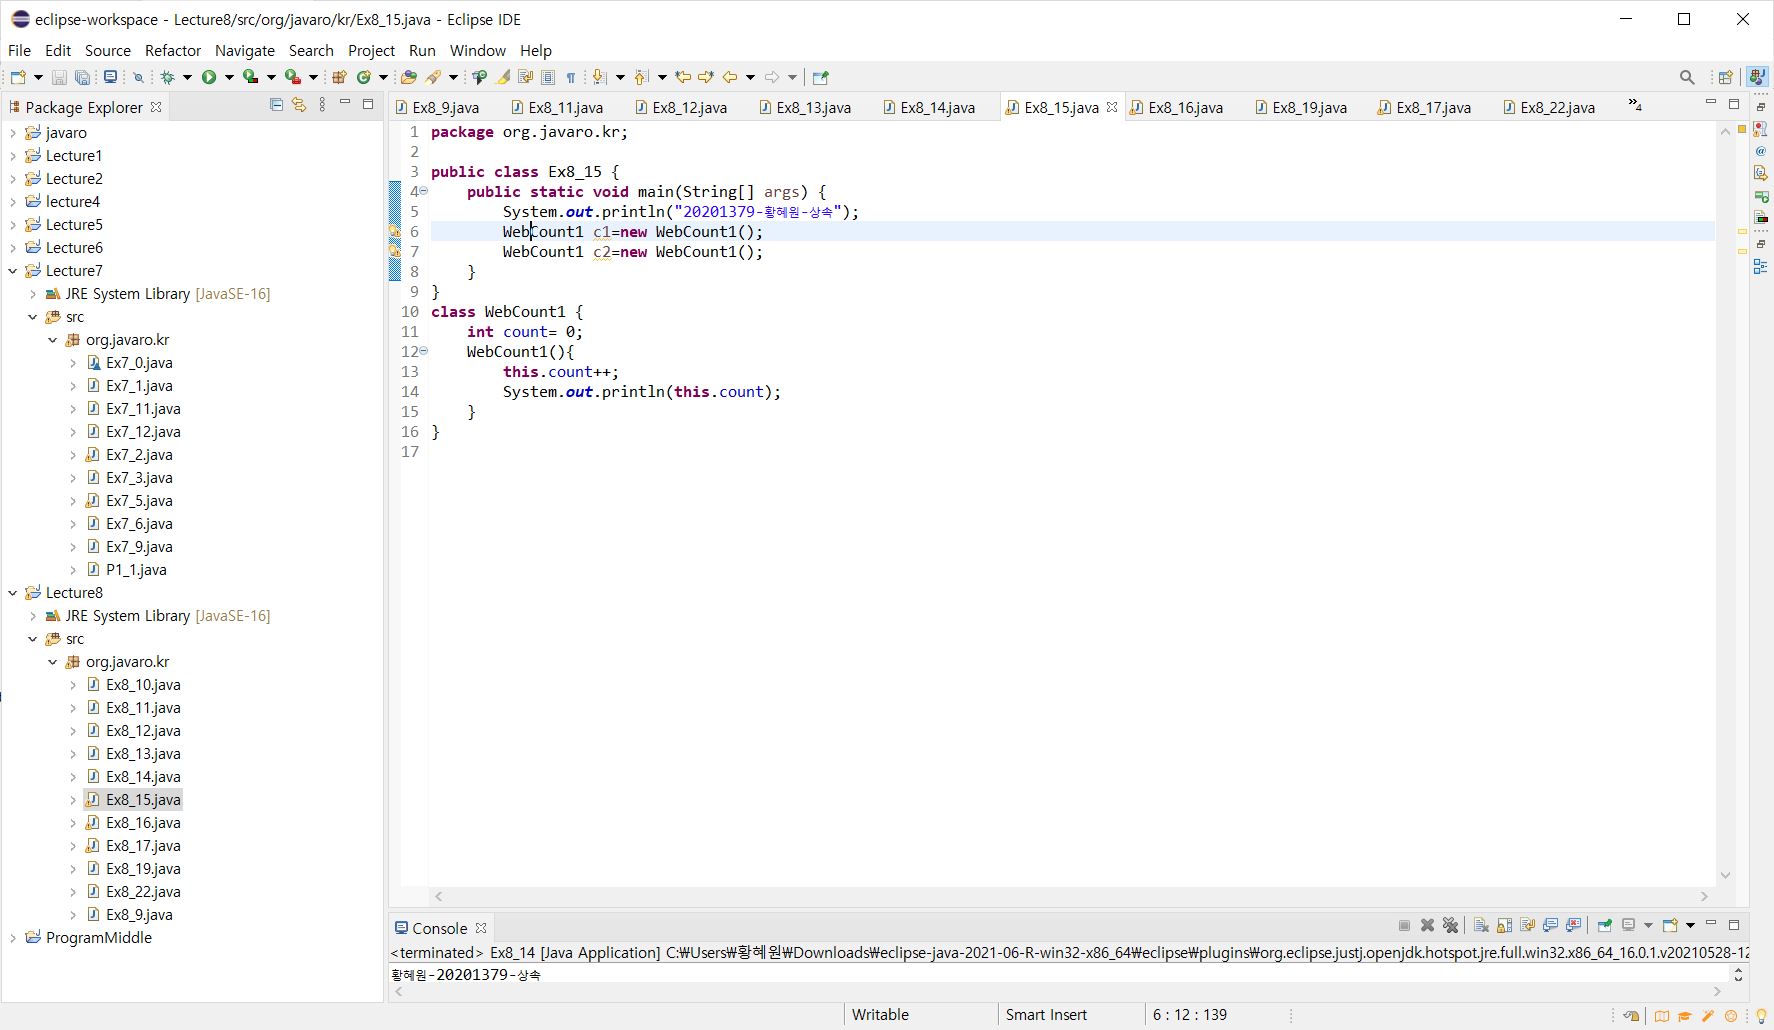 eclipse-workspace - Lecture8/src/org/javaro/kr/Ex8_15.java - Eclipse IDE
File Edit Source Refactor Navigate Search Project Run Window Help
Package Explorer
javaro
Lecture1
Lecture2
lecture4
Lecture5
Lecture6
Lecture7
JRE System Library [JavaSE-16]
src
org.javaro.kr
Ex7_0.java
Ex7_1.java
Ex7_11.java
Ex7_12.java
Ex7_2.java
Ex7_3.java
Ex7_5.java
Ex7_6.java
Ex7_9.java
P1_1.java
Lecture8
JRE System Library [JavaSE-16]
src
org.javaro.kr
Ex8_10.java
Ex8_11.java
Ex8_12.java
Ex8_13.java
Ex8_14.java
Ex8_15.java
Ex8_16.java
Ex8_17.java
Ex8_19.java
Ex8_22.java
Ex8_9.java
ProgramMiddle
Ex8_9.java Ex8_11.java Ex8_12.java Ex8_13.java Ex8_14.java Ex8_15.java Ex8_16.java Ex8_19.java Ex8_17.java Ex8_22.java »4
1 package org.javaro.kr;
2
3 public class Ex8_15 {
4     public static void main(String[] args) {
5         System.out.println("20201379-황혜원-상속");
6         WebCount1 c1=new WebCount1();
7         WebCount1 c2=new WebCount1();
8     }
9 }
10 class WebCount1 {
11     int count= 0;
12     WebCount1(){
13         this.count++;
14         System.out.println(this.count);
15     }
16 }
17
Console
<terminated> Ex8_14 [Java Application] C:₩Users₩황혜원₩Downloads₩eclipse-java-2021-06-R-win32-x86_64₩eclipse₩plugins₩org.eclipse.justj.openjdk.hotspot.jre.full.win32.x86_64_16.0.1.v20210528-12
황혜원-20201379-상속
Writable Smart Insert 6 : 12 : 139